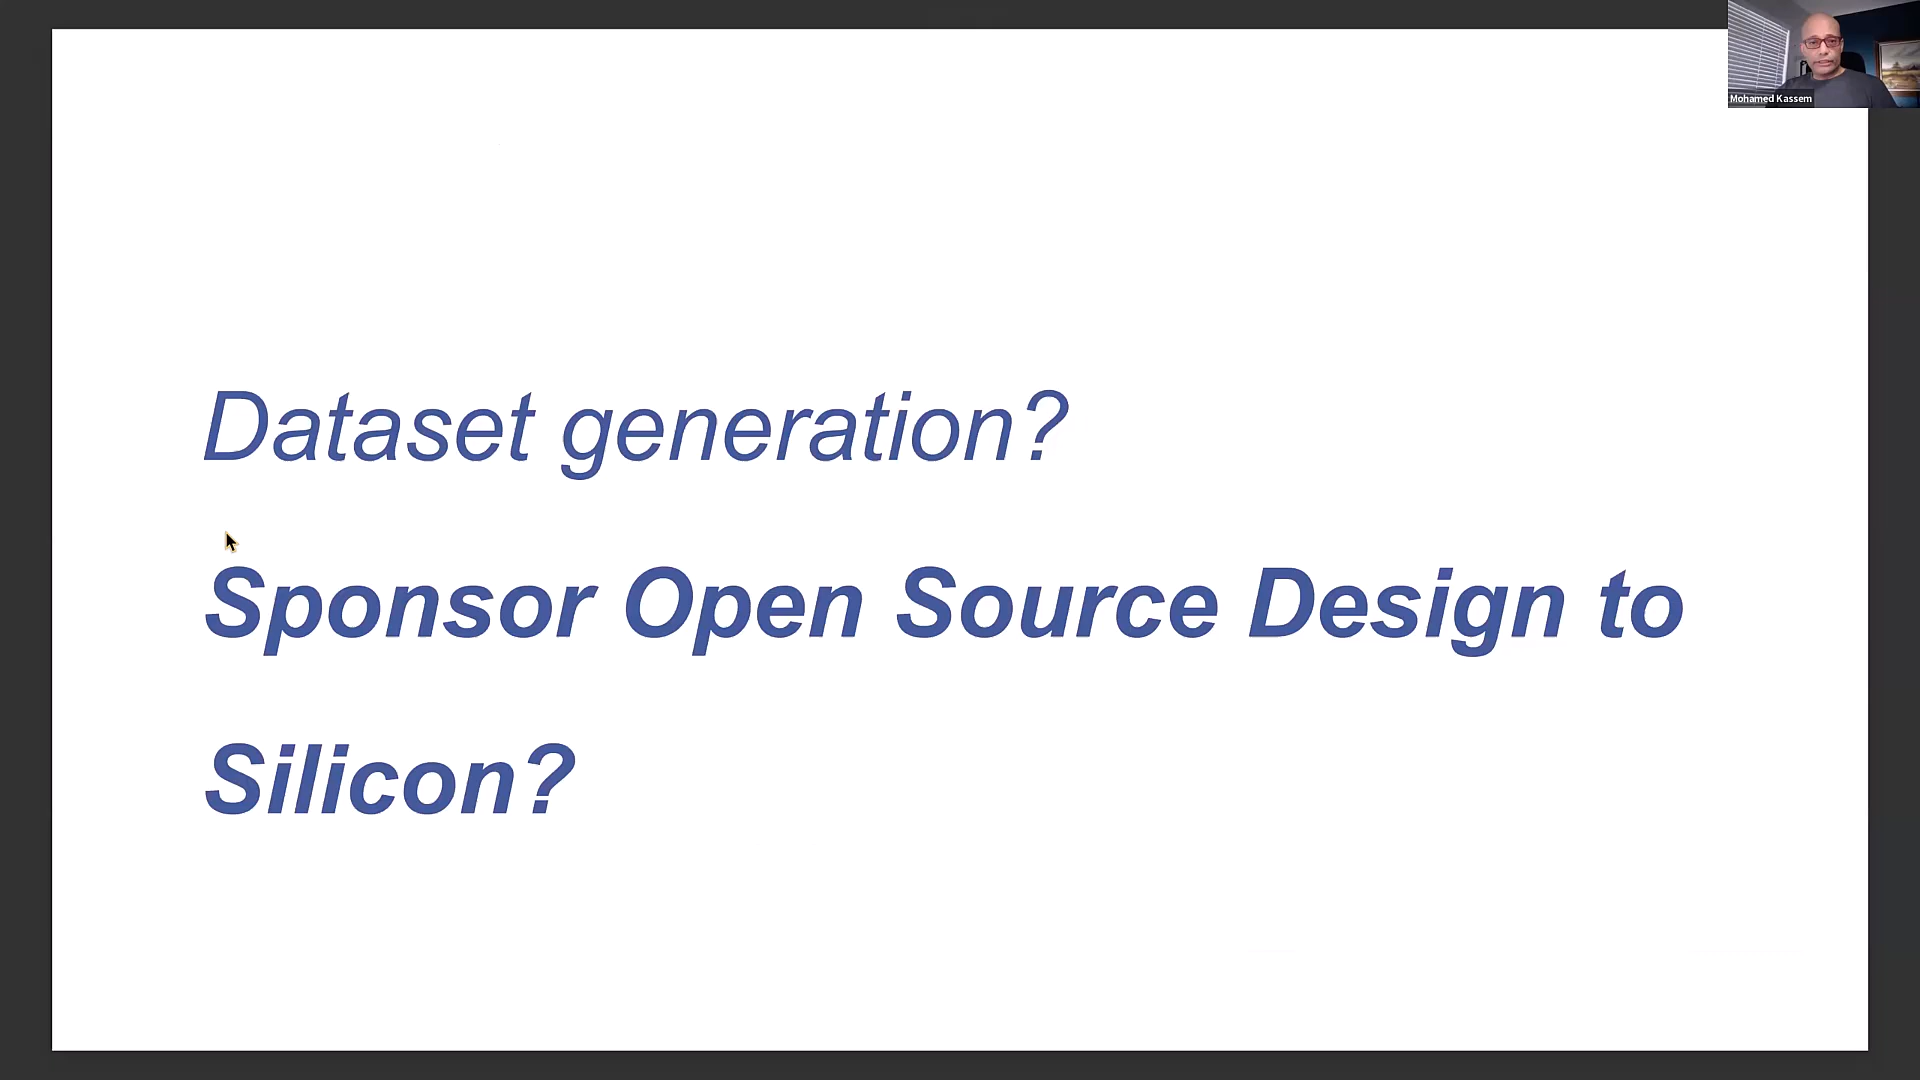 Mohamed Kassem
Dataset generation?
Sponsor Open Source Design to
Silicon?